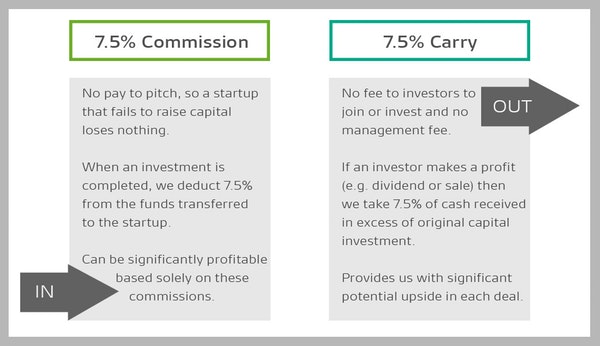 7.5% Commission
No pay to pitch, so a startup
that fails to raise capital
loses nothing.
When an investment is
completed, we deduct 7.5%
from the funds transferred
to the startup.
Can be significantly profitable
based solely on these
commissions.
IN
7.5% Carry
No fee to investors to
join or invest and no
management fee.
OUT
If an investor makes a profit
(e.g. dividend or sale) then
we take 7.5% of cash received
in excess of original capital
investment.
Provides us with significant
potential upside in each deal.